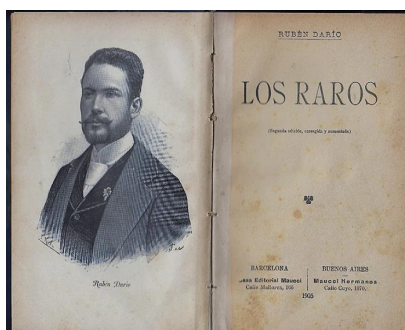 Rubén Darío
RUBÉN DARÍO
LOS RAROS
(Segunda edición, corregida y aumentada)
BARCELONA
Casa Editorial Maucci
Calle Mallorca, 166
BUENOS AIRES
Maucci Hermanos
Calle Cuyo, 1070.
1905